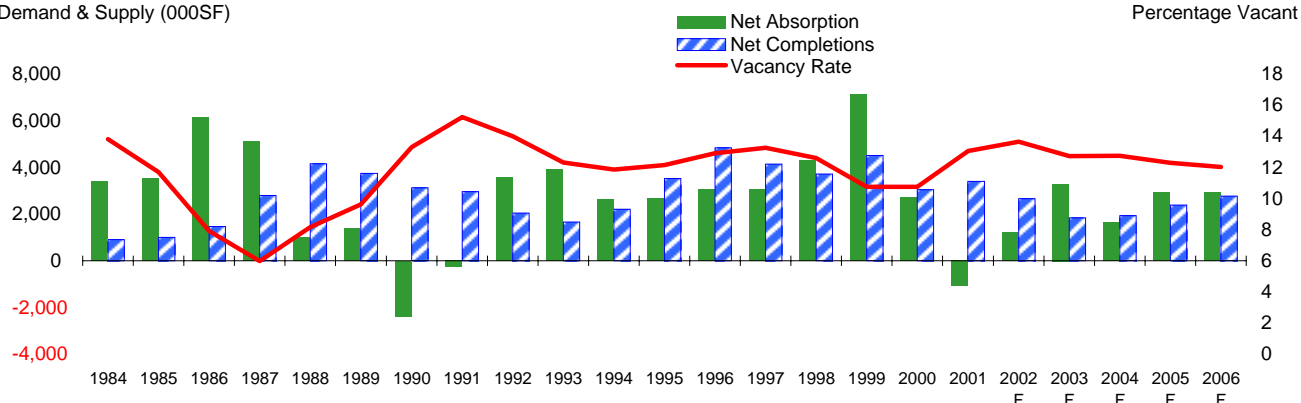 Demand & Supply (000SF)
Percentage Vacant
Net Absorption
Net Completions
Vacancy Rate
8,000
6,000
4,000
2,000
0
-2,000
-4,000
18
16
14
12
10
8
6
4
2
0
1984 1985 1986 1987 1988 1989 1990 1991 1992 1993 1994 1995 1996 1997 1998 1999 2000 2001 2002 2003 2004 2005 2006